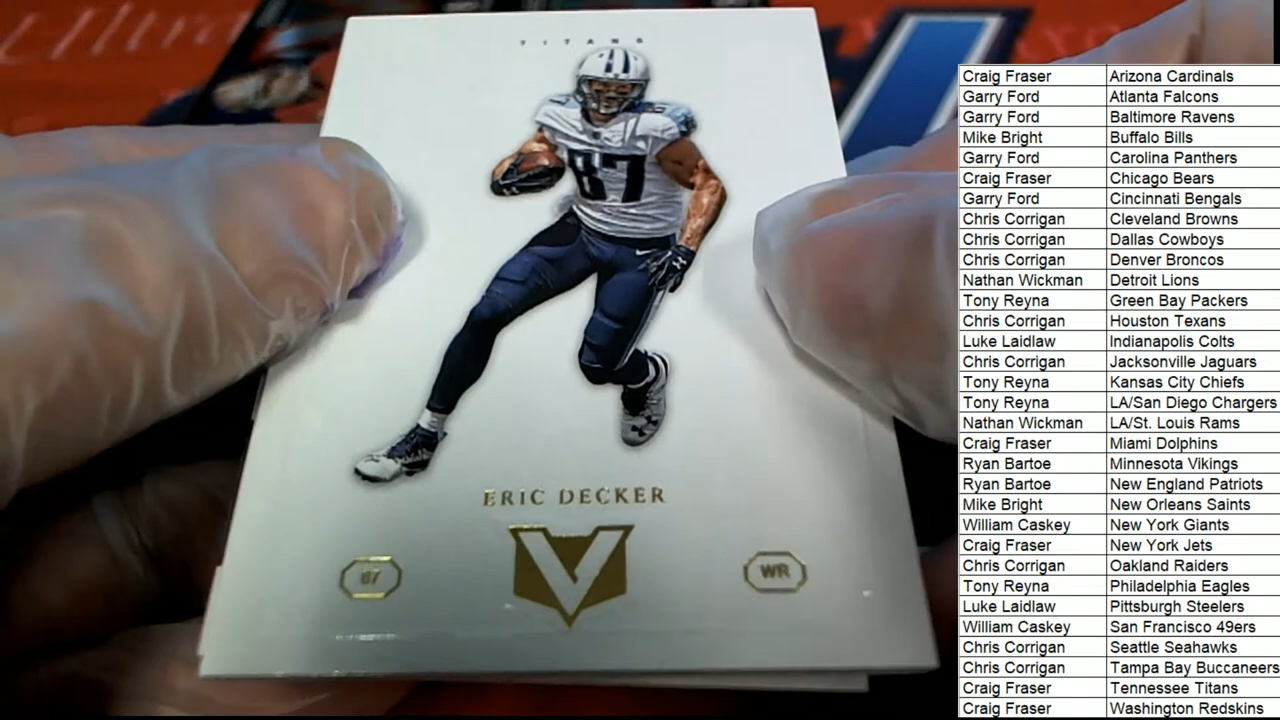 Ultra
TITANS
87
ERIC DECKER
V
87
WR
Craig Fraser Arizona Cardinals
Garry Ford Atlanta Falcons
Garry Ford Baltimore Ravens
Mike Bright Buffalo Bills
Garry Ford Carolina Panthers
Craig Fraser Chicago Bears
Garry Ford Cincinnati Bengals
Chris Corrigan Cleveland Browns
Chris Corrigan Dallas Cowboys
Chris Corrigan Denver Broncos
Nathan Wickman Detroit Lions
Tony Reyna Green Bay Packers
Chris Corrigan Houston Texans
Luke Laidlaw Indianapolis Colts
Chris Corrigan Jacksonville Jaguars
Tony Reyna Kansas City Chiefs
Tony Reyna LA/San Diego Chargers
Nathan Wickman LA/St. Louis Rams
Craig Fraser Miami Dolphins
Ryan Bartoe Minnesota Vikings
Ryan Bartoe New England Patriots
Mike Bright New Orleans Saints
William Caskey New York Giants
Craig Fraser New York Jets
Chris Corrigan Oakland Raiders
Tony Reyna Philadelphia Eagles
Luke Laidlaw Pittsburgh Steelers
William Caskey San Francisco 49ers
Chris Corrigan Seattle Seahawks
Chris Corrigan Tampa Bay Buccaneers
Craig Fraser Tennessee Titans
Craig Fraser Washington Redskins